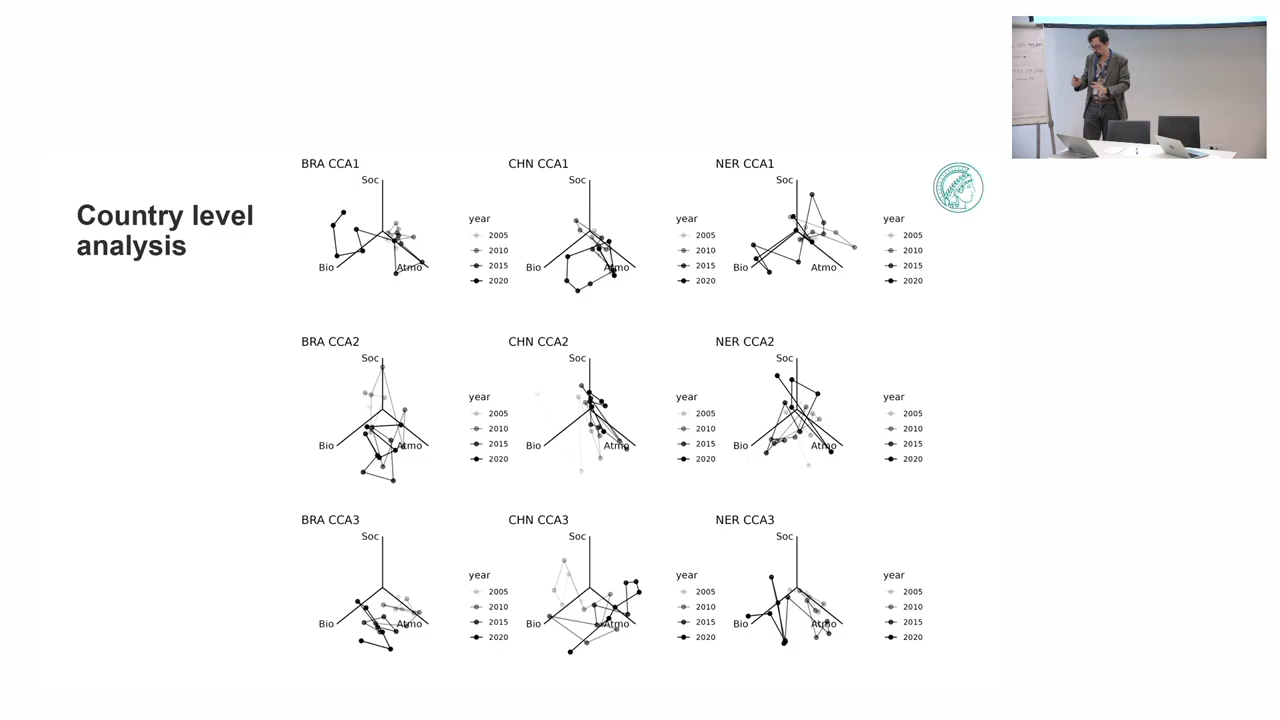 Country level
analysis
BRA CCA1
Soc
Bio
Atmo
year
2005
2010
2015
2020
CHN CCA1
Soc
Bio
Atmo
year
2005
2010
2015
2020
NER CCA1
Soc
Bio
Atmo
year
2005
2010
2015
2020
BRA CCA2
Soc
Bio
Atmo
year
2005
2010
2015
2020
CHN CCA2
Soc
Bio
Atmo
year
2005
2010
2015
2020
NER CCA2
Soc
Bio
Atmo
year
2005
2010
2015
2020
BRA CCA3
Soc
Bio
Atmo
year
2005
2010
2015
2020
CHN CCA3
Soc
Bio
Atmo
year
2005
2010
2015
2020
NER CCA3
Soc
Bio
Atmo
year
2005
2010
2015
2020